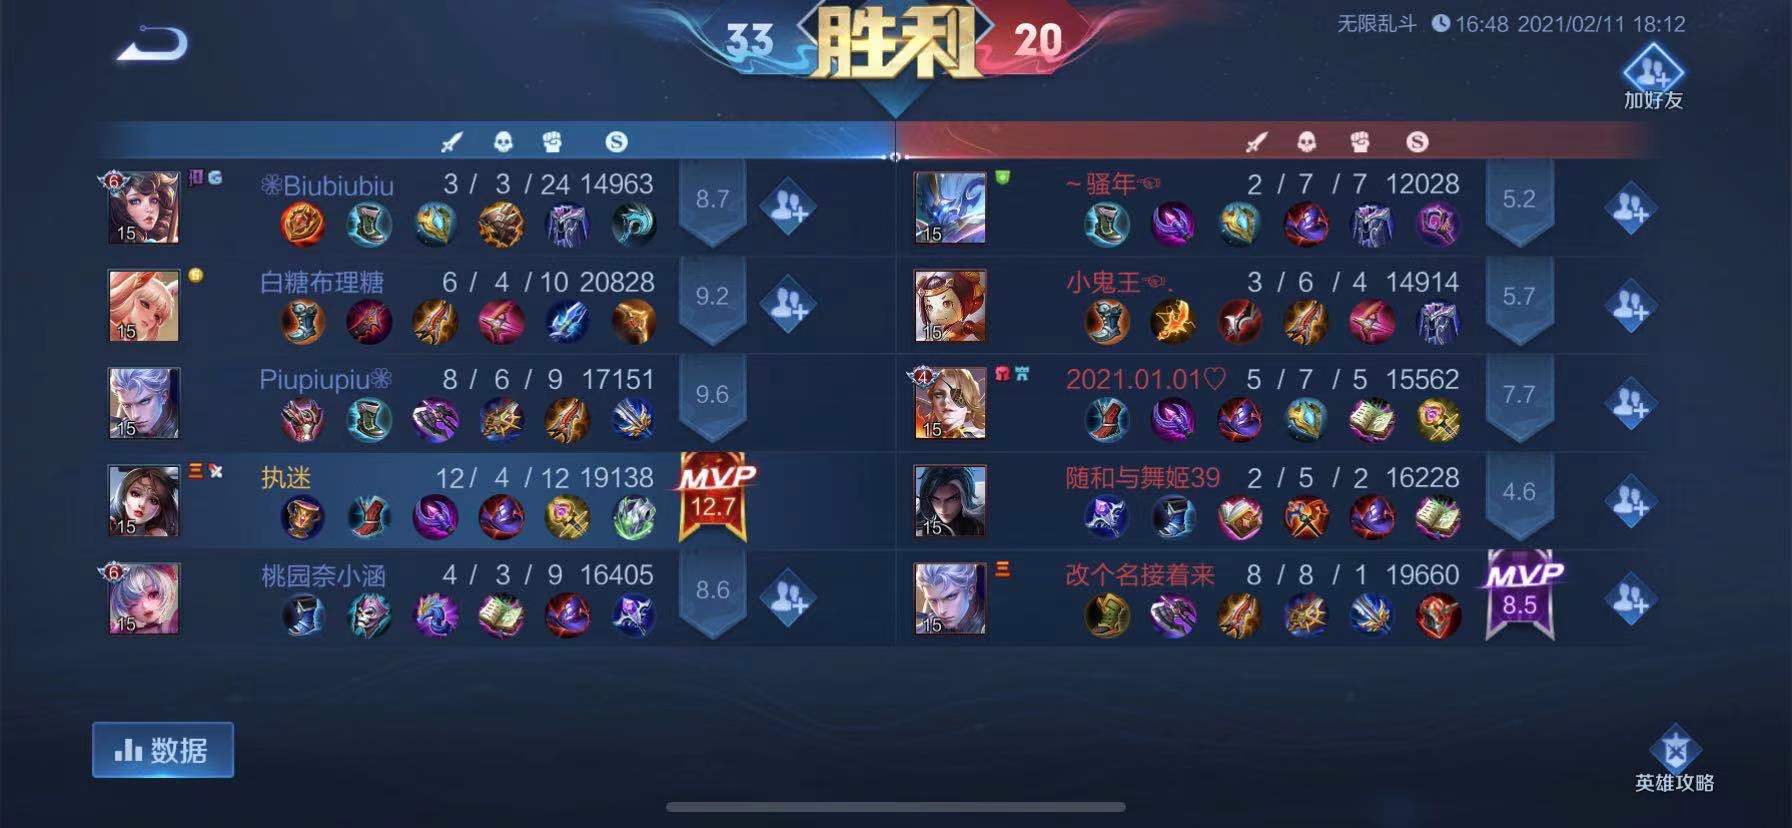 33 胜利 20
无限乱斗 16:48 2021/02/11 18:12
加好友
6 15 Biubiubiu 3 / 3 / 24 14963 8.7
15 ~骚年 2 / 7 / 7 12028 5.2
15 白糖布理糖 6 / 4 / 10 20828 9.2
15 小鬼王 . 3 / 6 / 4 14914 5.7
15 Piupiupiu 8 / 6 / 9 17151 9.6
4 15 2021.01.01♡ 5 / 7 / 5 15562 7.7
15 三 执迷 12 / 4 / 12 19138 MVP 12.7
15 随和与舞姬39 2 / 5 / 2 16228 4.6
6 15 桃园奈小涵 4 / 3 / 9 16405 8.6
15 三 改个名接着来 8 / 8 / 1 19660 MVP 8.5
数据
英雄攻略